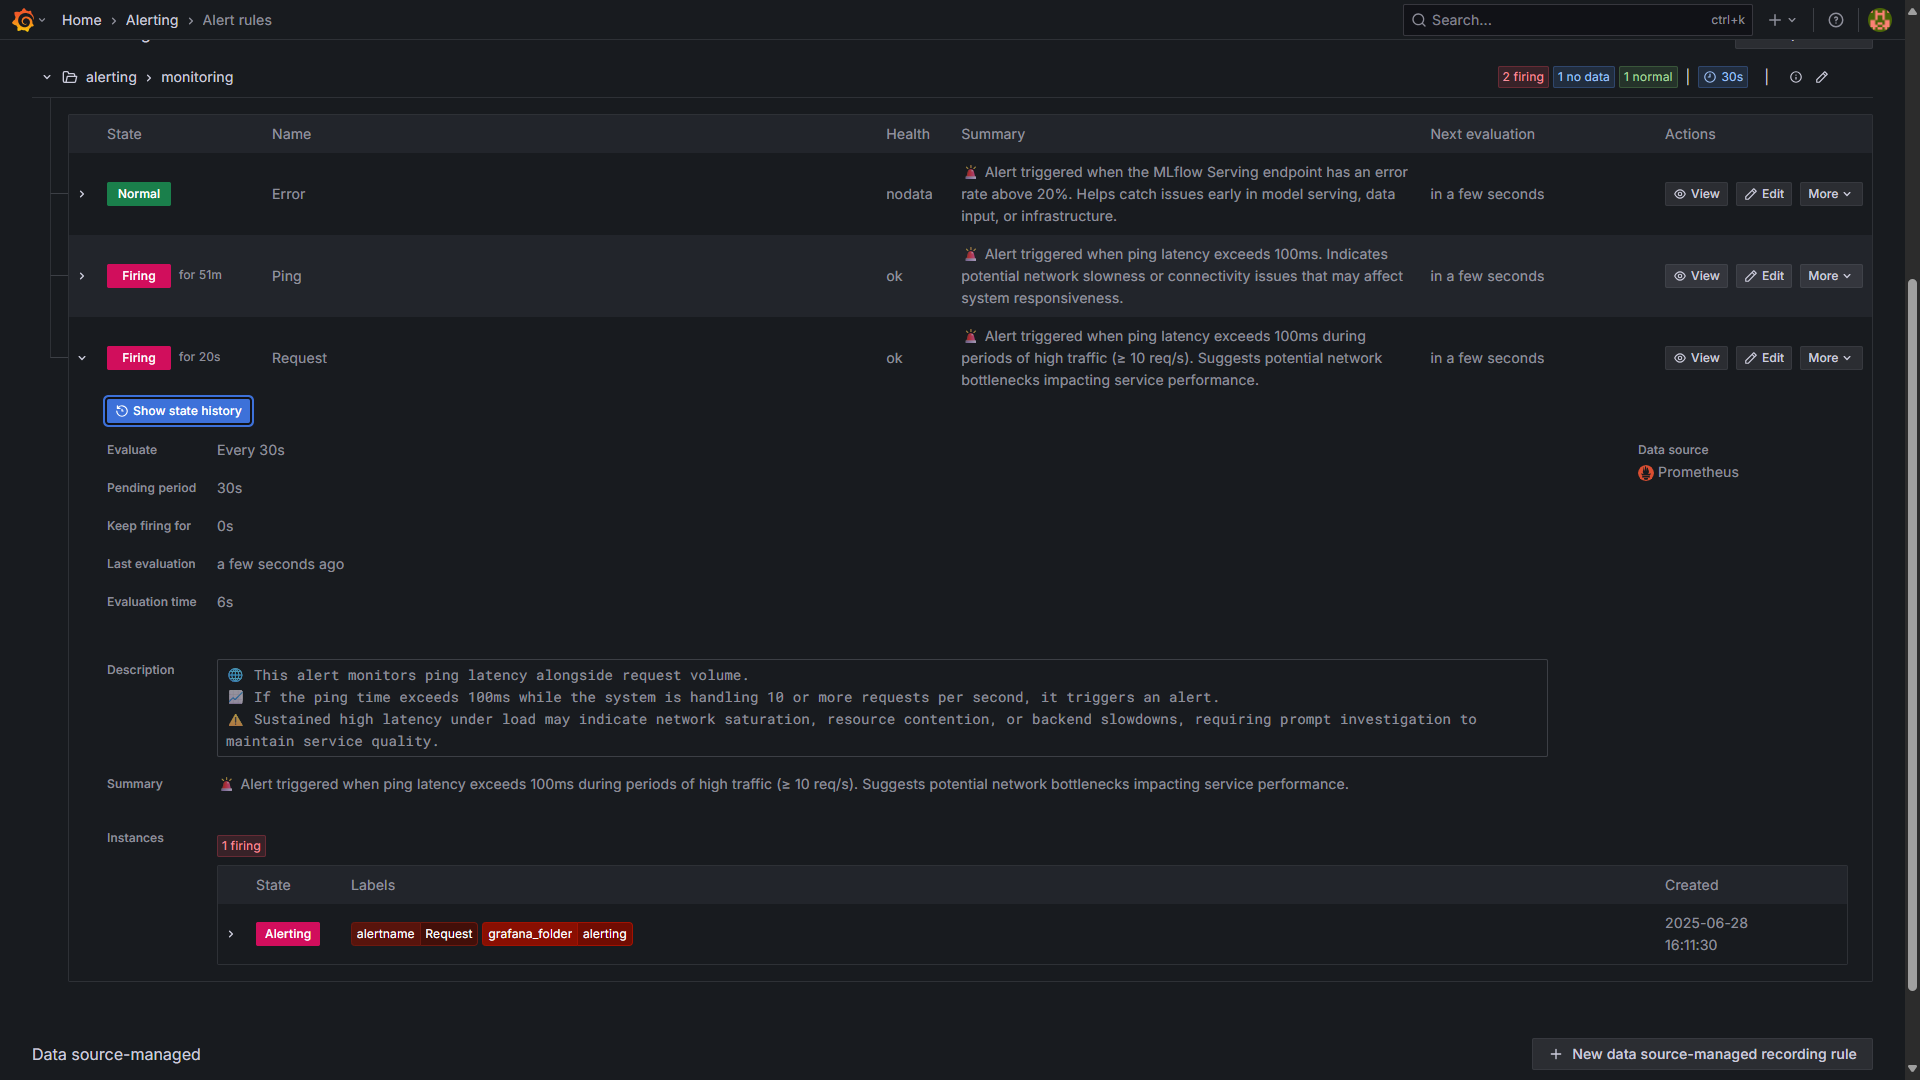 Home › Alerting › Alert rules
Search...
ctrl+k
alerting › monitoring
2 firing
1 no data
1 normal
30s
State
Name
Health
Summary
Next evaluation
Actions
Normal
Error
nodata
🚨 Alert triggered when the MLflow Serving endpoint has an error
rate above 20%. Helps catch issues early in model serving, data
input, or infrastructure.
in a few seconds
View
Edit
More
Firing
for 51m
Ping
ok
🚨 Alert triggered when ping latency exceeds 100ms. Indicates
potential network slowness or connectivity issues that may affect
system responsiveness.
in a few seconds
View
Edit
More
Firing
for 20s
Request
ok
🚨 Alert triggered when ping latency exceeds 100ms during
periods of high traffic (≥ 10 req/s). Suggests potential network
bottlenecks impacting service performance.
in a few seconds
View
Edit
More
Show state history
Evaluate
Every 30s
Data source
Prometheus
Pending period
30s
Keep firing for
0s
Last evaluation
a few seconds ago
Evaluation time
6s
Description
🌐 This alert monitors ping latency alongside request volume.
📈 If the ping time exceeds 100ms while the system is handling 10 or more requests per second, it triggers an alert.
⚠️ Sustained high latency under load may indicate network saturation, resource contention, or backend slowdowns, requiring prompt investigation to
maintain service quality.
Summary
🚨 Alert triggered when ping latency exceeds 100ms during periods of high traffic (≥ 10 req/s). Suggests potential network bottlenecks impacting service performance.
Instances
1 firing
State
Labels
Created
Alerting
alertname Request
grafana_folder alerting
2025-06-28
16:11:30
Data source-managed
+ New data source-managed recording rule